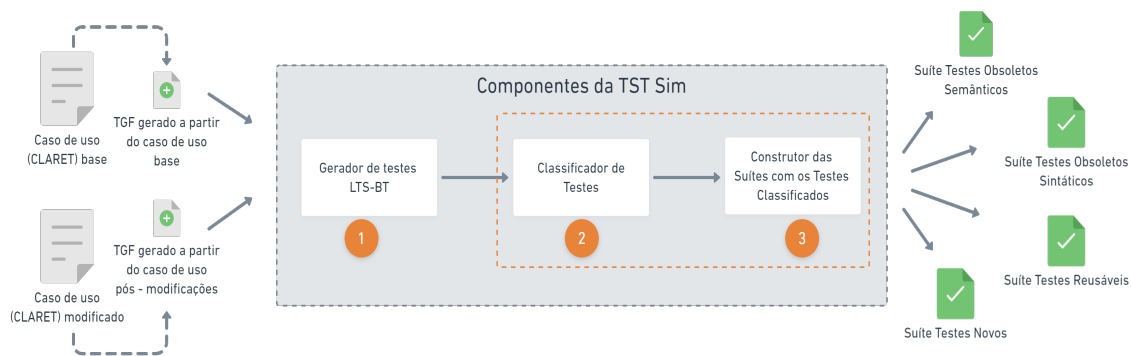 Caso de uso
(CLARET) base
TGF gerado a partir
do caso de uso
base
Caso de uso
(CLARET) modificado
TGF gerado a partir
do caso de uso
pós - modificações
Componentes da TST Sim
Gerador de testes
LTS-BT
1
Classificador de
Testes
2
Construtor das
Suítes com os Testes
Classificados
3
Suíte Testes Obsoletos
Semânticos
Suíte Testes Obsoletos
Sintáticos
Suíte Testes Reusáveis
Suíte Testes Novos